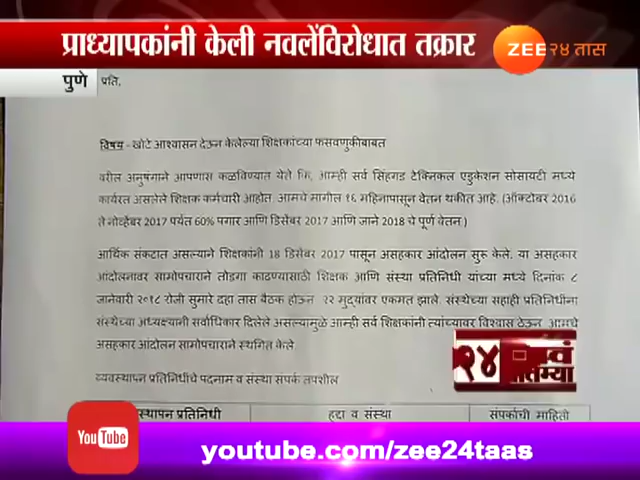 प्राध्यापकांनी केली नवलेंविरोधात तक्रार
ZEE २४ तास
पुणे
प्रति,
विषय - खोटे आश्वासन देऊन केलेल्या शिक्षकांच्या फसवणुकीबाबत
वरील अनुषंगाने आपणास कळविण्यात येते कि, आम्ही सर्व सिंहगड टेक्निकल एडुकेशन सोसायटी मध्ये
कार्यरत असलेले शिक्षक कर्मचारी आहोत. आमचे मागील १६ महिनापासून वेतन थकीत आहे. (ऑक्टोबर 2016
ते नोव्हेंबर 2017 पर्यंत 60% पगार आणि डिसेंबर 2017 आणि जाने 2018 चे पूर्ण वेतन )
आर्थिक संकटात असल्याने शिक्षकांनी 18 डिसेंबर 2017 पासून असहकार आंदोलन सुरू केले. या असहकार
आंदोलनावर सामोपचाराने तोडगा काढण्यासाठी शिक्षक आणि संस्था प्रतिनिधी यांच्या मध्ये दिनांक ८
जानेवारी २०१८ रोजी सुमारे दहा तास बैठक होऊन २२ मुद्यांवर एकमत झाले. संस्थेच्या सहाही प्रतिनिधींना
संस्थेच्या अध्यक्ष्यानी सर्वाधिकार दिलेले असल्यामुळे आम्ही सर्व शिक्षकांनी त्यांच्यावर विश्वास ठेऊन आमचे
असहकार आंदोलन सामोपचाराने स्थगित केले.
२४
व्यवस्थापन प्रतिनिधींचे पदनाम व संस्था संपर्क तपशील
स्थापन प्रतिनिधी हुद्दा व संस्था संपर्काची माहिती
YouTube
youtube.com/zee24taas